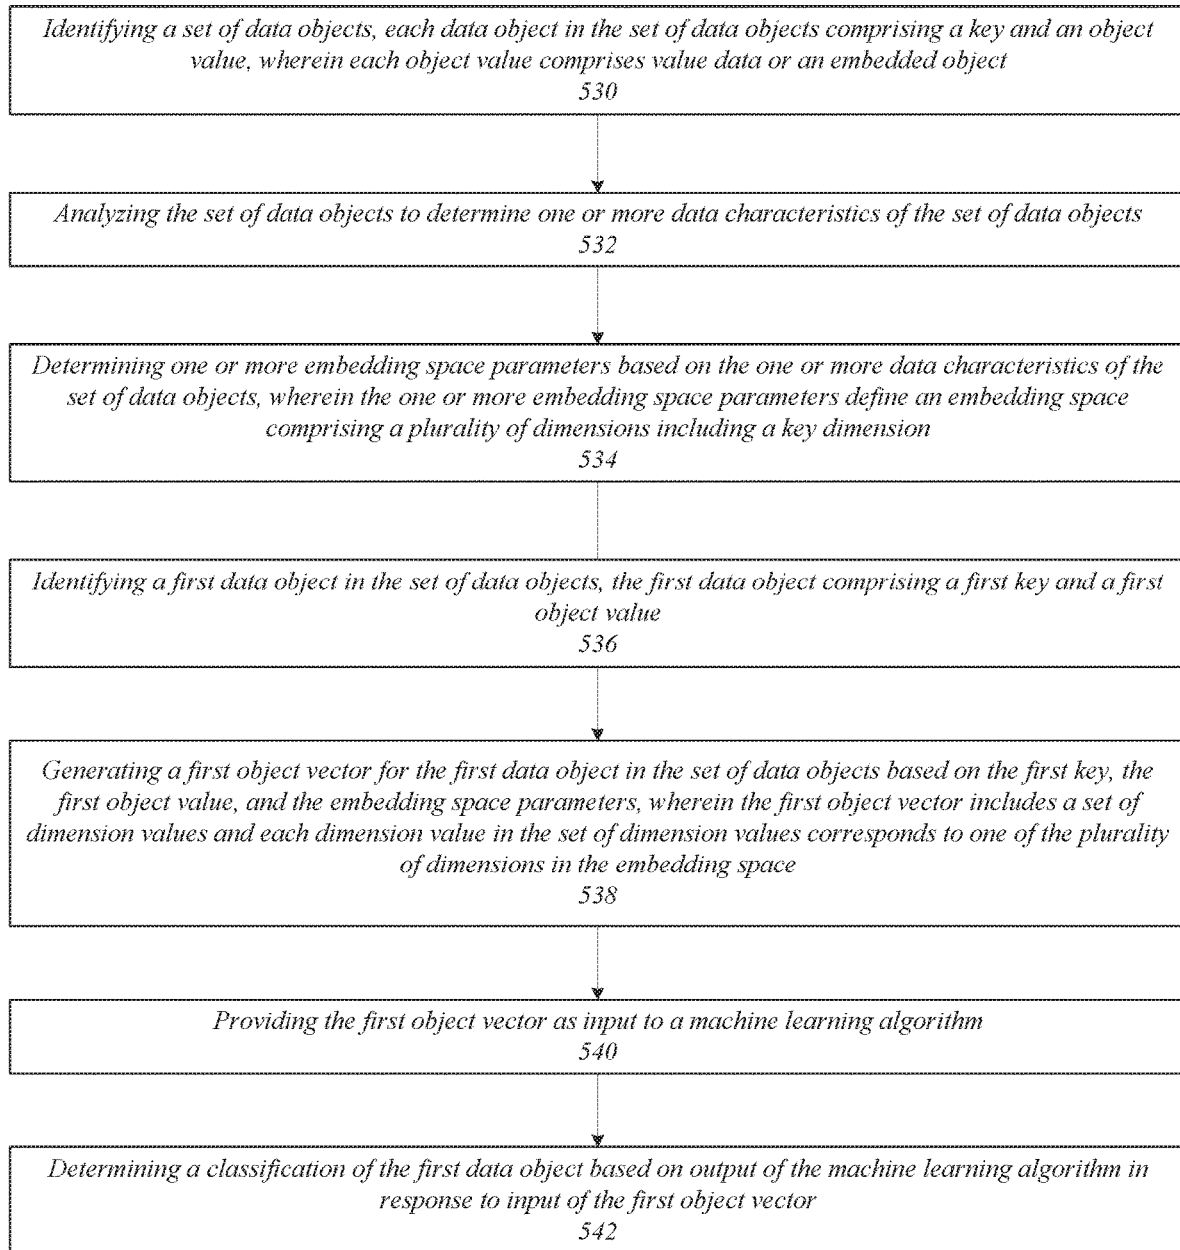 Identifying a set of data objects, each data object in the set of data objects comprising a key and an object
value, wherein each object value comprises value data or an embedded object
530
Analyzing the set of data objects to determine one or more data characteristics of the set of data objects
532
Determining one or more embedding space parameters based on the one or more data characteristics of the
set of data objects, wherein the one or more embedding space parameters define an embedding space
comprising a plurality of dimensions including a key dimension
534
Identifying a first data object in the set of data objects, the first data object comprising a first key and a first
object value
536
Generating a first object vector for the first data object in the set of data objects based on the first key, the
first object value, and the embedding space parameters, wherein the first object vector includes a set of
dimension values and each dimension value in the set of dimension values corresponds to one of the plurality
of dimensions in the embedding space
538
Providing the first object vector as input to a machine learning algorithm
540
Determining a classification of the first data object based on output of the machine learning algorithm in
response to input of the first object vector
542